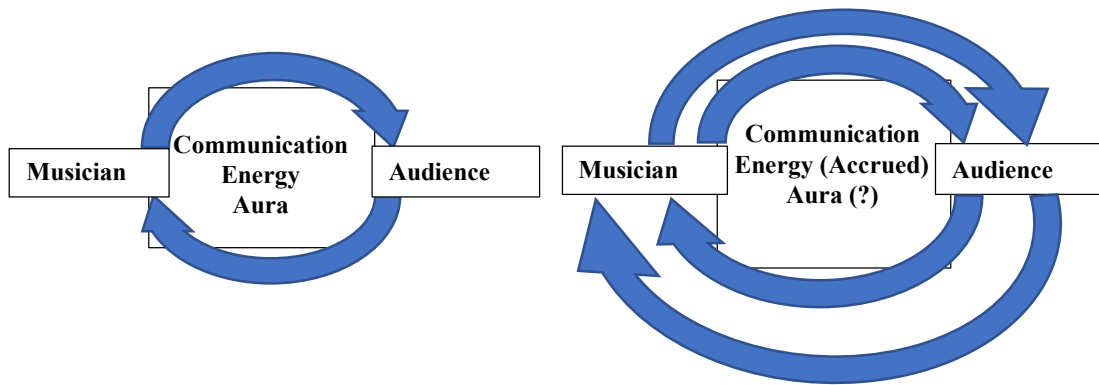 Musician
Communication
Energy
Aura
Audience
Musician
Communication
Energy (Accrued)
Aura (?)
Audience